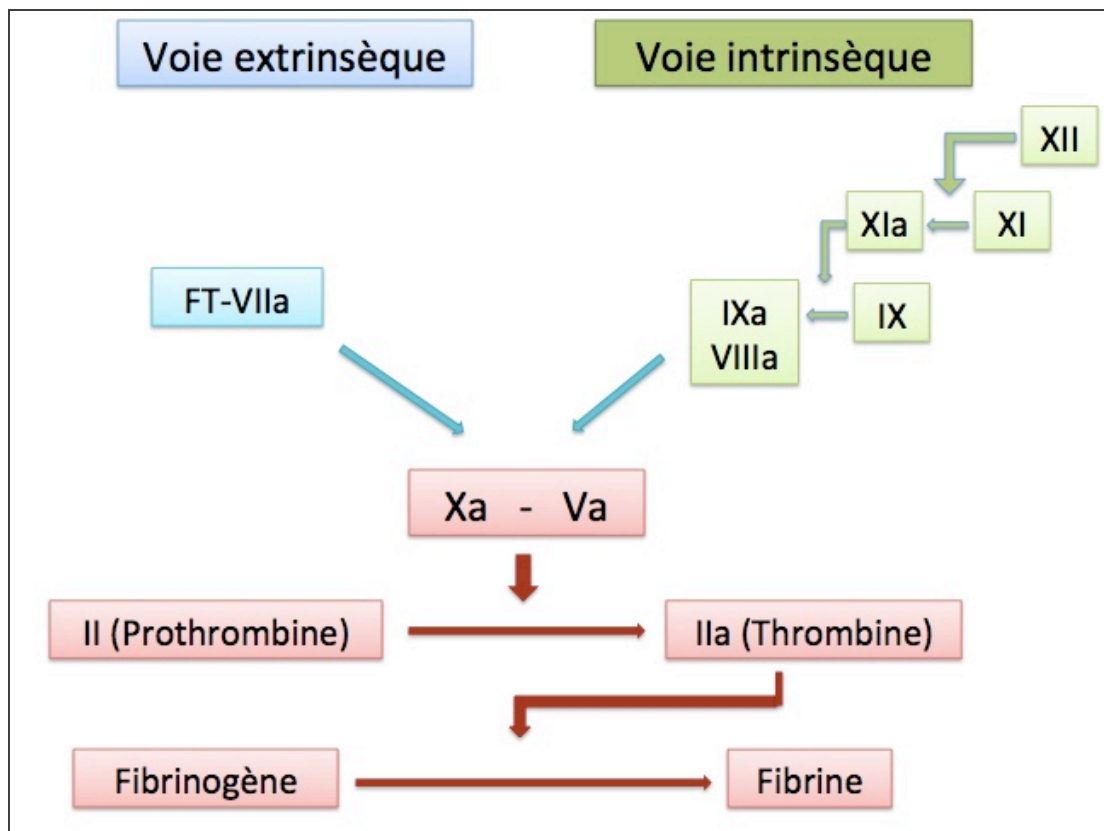 Voie extrinsèque
Voie intrinsèque
XII
XIa
XI
FT-VIIa
IXa
VIIIa
IX
Xa - Va
II (Prothrombine)
IIa (Thrombine)
Fibrinogène
Fibrine